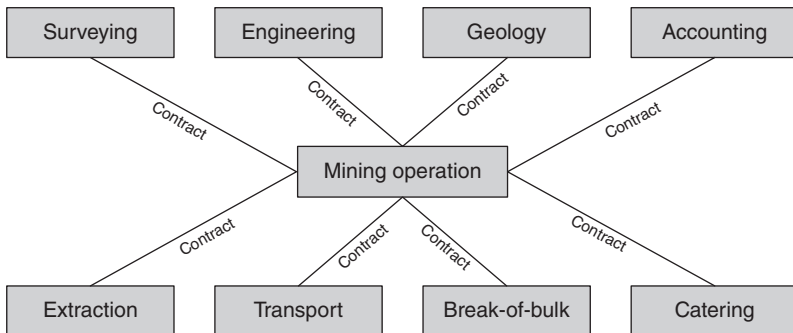 Surveying
Engineering
Geology
Accounting
Contract
Contract
Contract
Contract
Mining operation
Contract
Contract
Contract
Contract
Extraction
Transport
Break-of-bulk
Catering